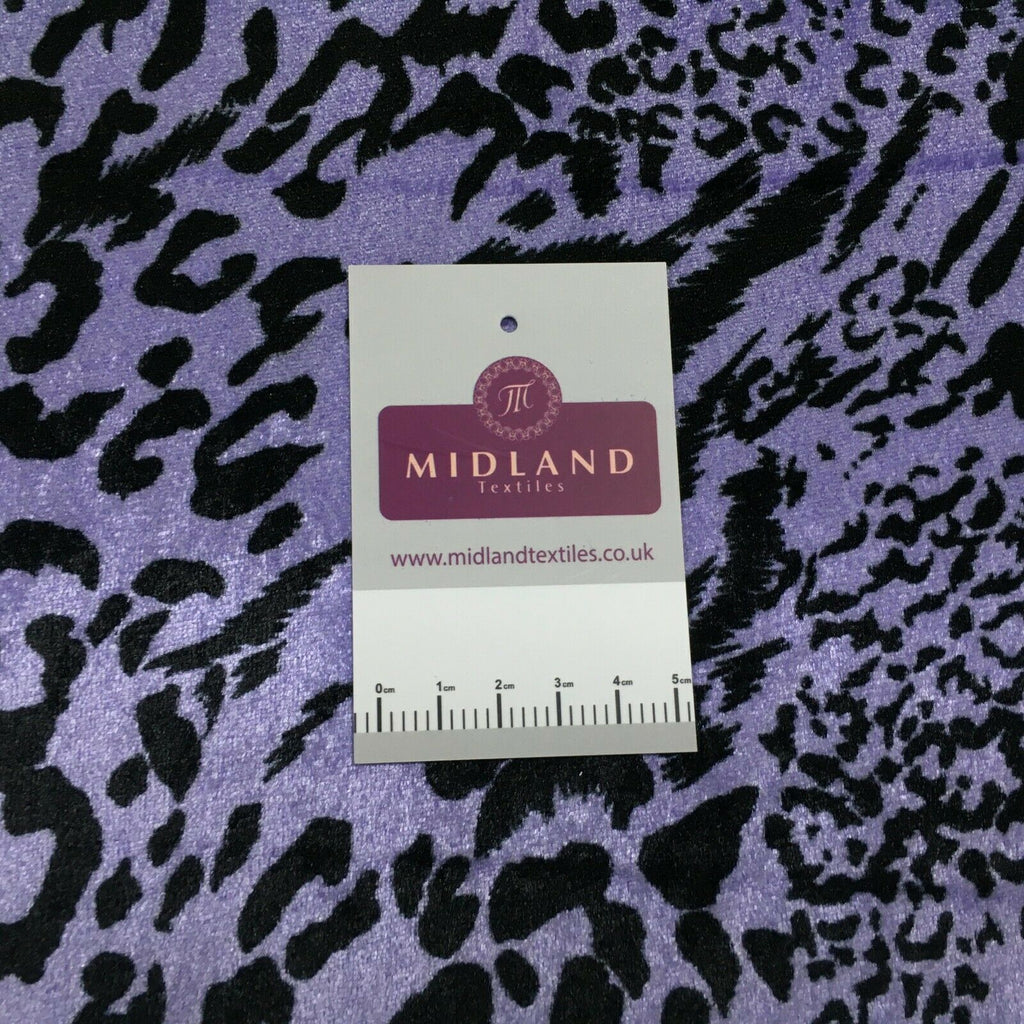 M
MIDLAND
Textiles
www.midlandtextiles.co.uk
0cm 1cm 2cm 3cm 4cm 5cm